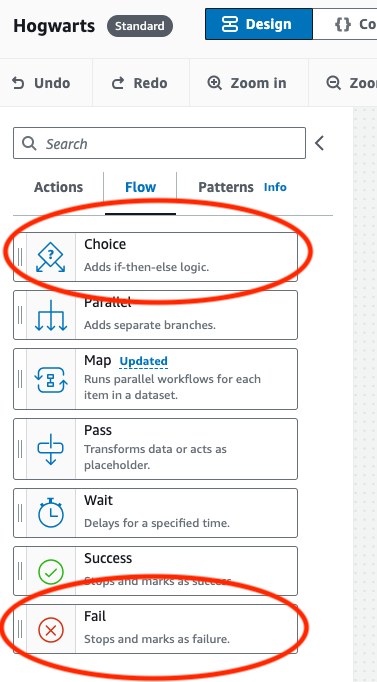 Hogwarts Standard Design {} Co
Undo Redo Zoom in Zoo
Search
Actions Flow Patterns Info
Choice
Adds if-then-else logic.
Parallel
Adds separate branches.
Map Updated
Runs parallel workflows for each
item in a dataset.
Pass
Transforms data or acts as
placeholder.
Wait
Delays for a specified time.
Success
Stops and marks as success.
Fail
Stops and marks as failure.